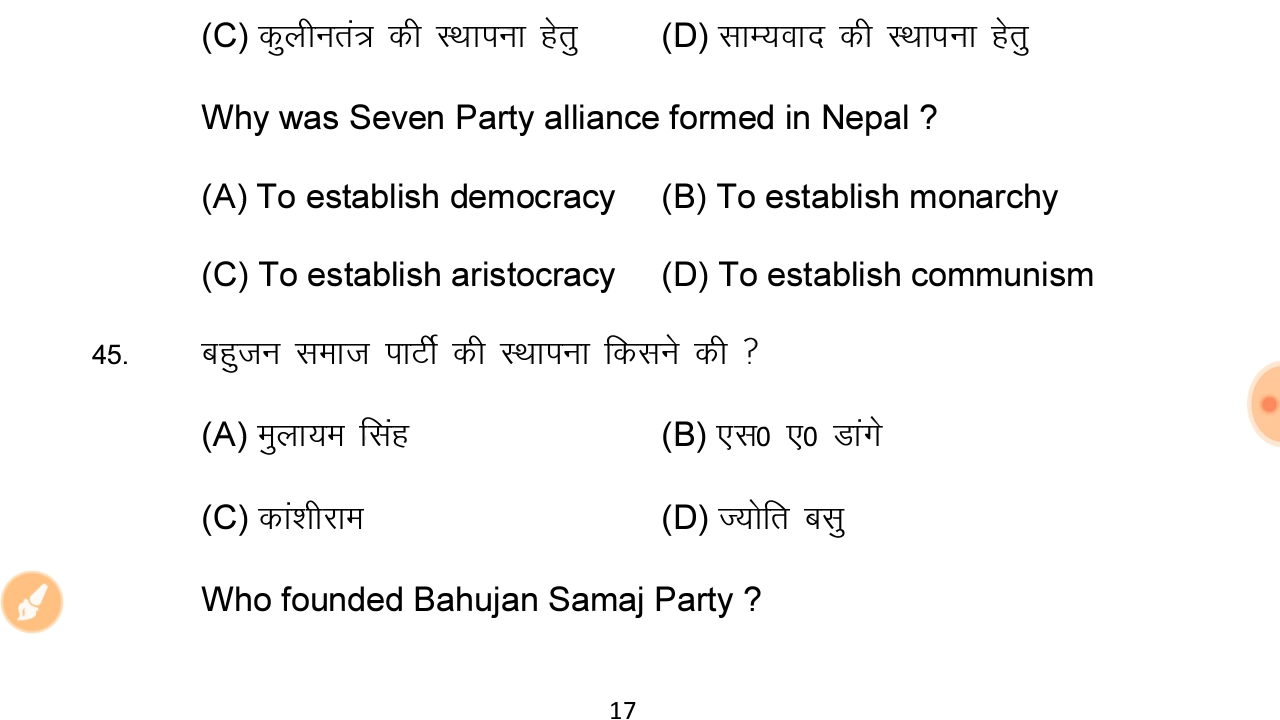 (C) कुलीनतंत्र की स्थापना हेतु (D) साम्यवाद की स्थापना हेतु
Why was Seven Party alliance formed in Nepal ?
(A) To establish democracy (B) To establish monarchy
(C) To establish aristocracy (D) To establish communism
45. बहुजन समाज पार्टी की स्थापना किसने की ?
(A) मुलायम सिंह (B) एस0 ए0 डांगे
(C) कांशीराम (D) ज्योति बसु
Who founded Bahujan Samaj Party ?
17